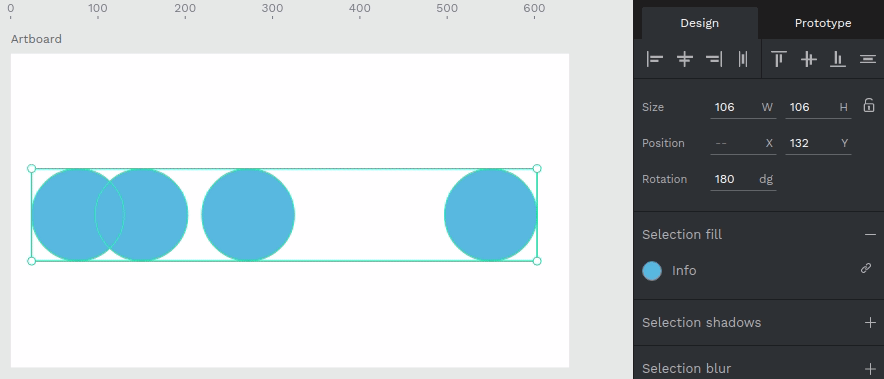 0 100 200 300 400 500 600
Artboard
Design Prototype
Size 106 W 106 H
Position -- X 132 Y
Rotation 180 dg
Selection fill
Info
Selection shadows
Selection blur